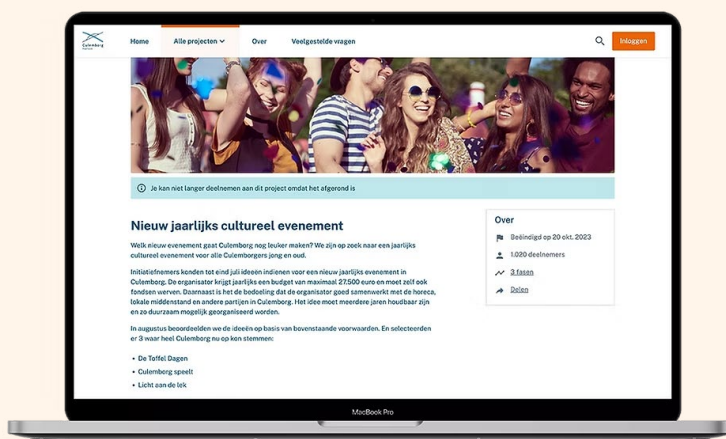 Culemborg
Home
Alle projecten
Over
Veelgestelde vragen
Inloggen
Je kan niet langer deelnemen aan dit project omdat het afgerond is
Nieuw jaarlijks cultureel evenement
Welk nieuw evenement gaat Culemborg nog leuker maken? We zijn op zoek naar een jaarlijks
cultureel evenement voor alle Culemborgers jong en oud.
Initiatiefnemers konden tot eind juli ideeën indienen voor een nieuw jaarlijks evenement in
Culemborg. De organisator krijgt jaarlijks een budget van maximaal 27.500 euro en moet zelf ook
fondsen werven. Daarnaast is het de bedoeling dat de organisator goed samenwerkt met de horeca,
lokale middenstand en andere partijen in Culemborg. Het idee moet meerdere jaren houdbaar zijn
en zo duurzaam mogelijk georganiseerd worden.
In augustus beoordeelden we de ideeën op basis van bovenstaande voorwaarden. En selecteerden
er 3 waar heel Culemborg nu op kon stemmen:
• De Toffel Dagen
• Culemborg speelt
• Licht aan de lek
Over
Beëindigd op 20 okt. 2023
1.020 deelnemers
3 fasen
Delen
MacBook Pro